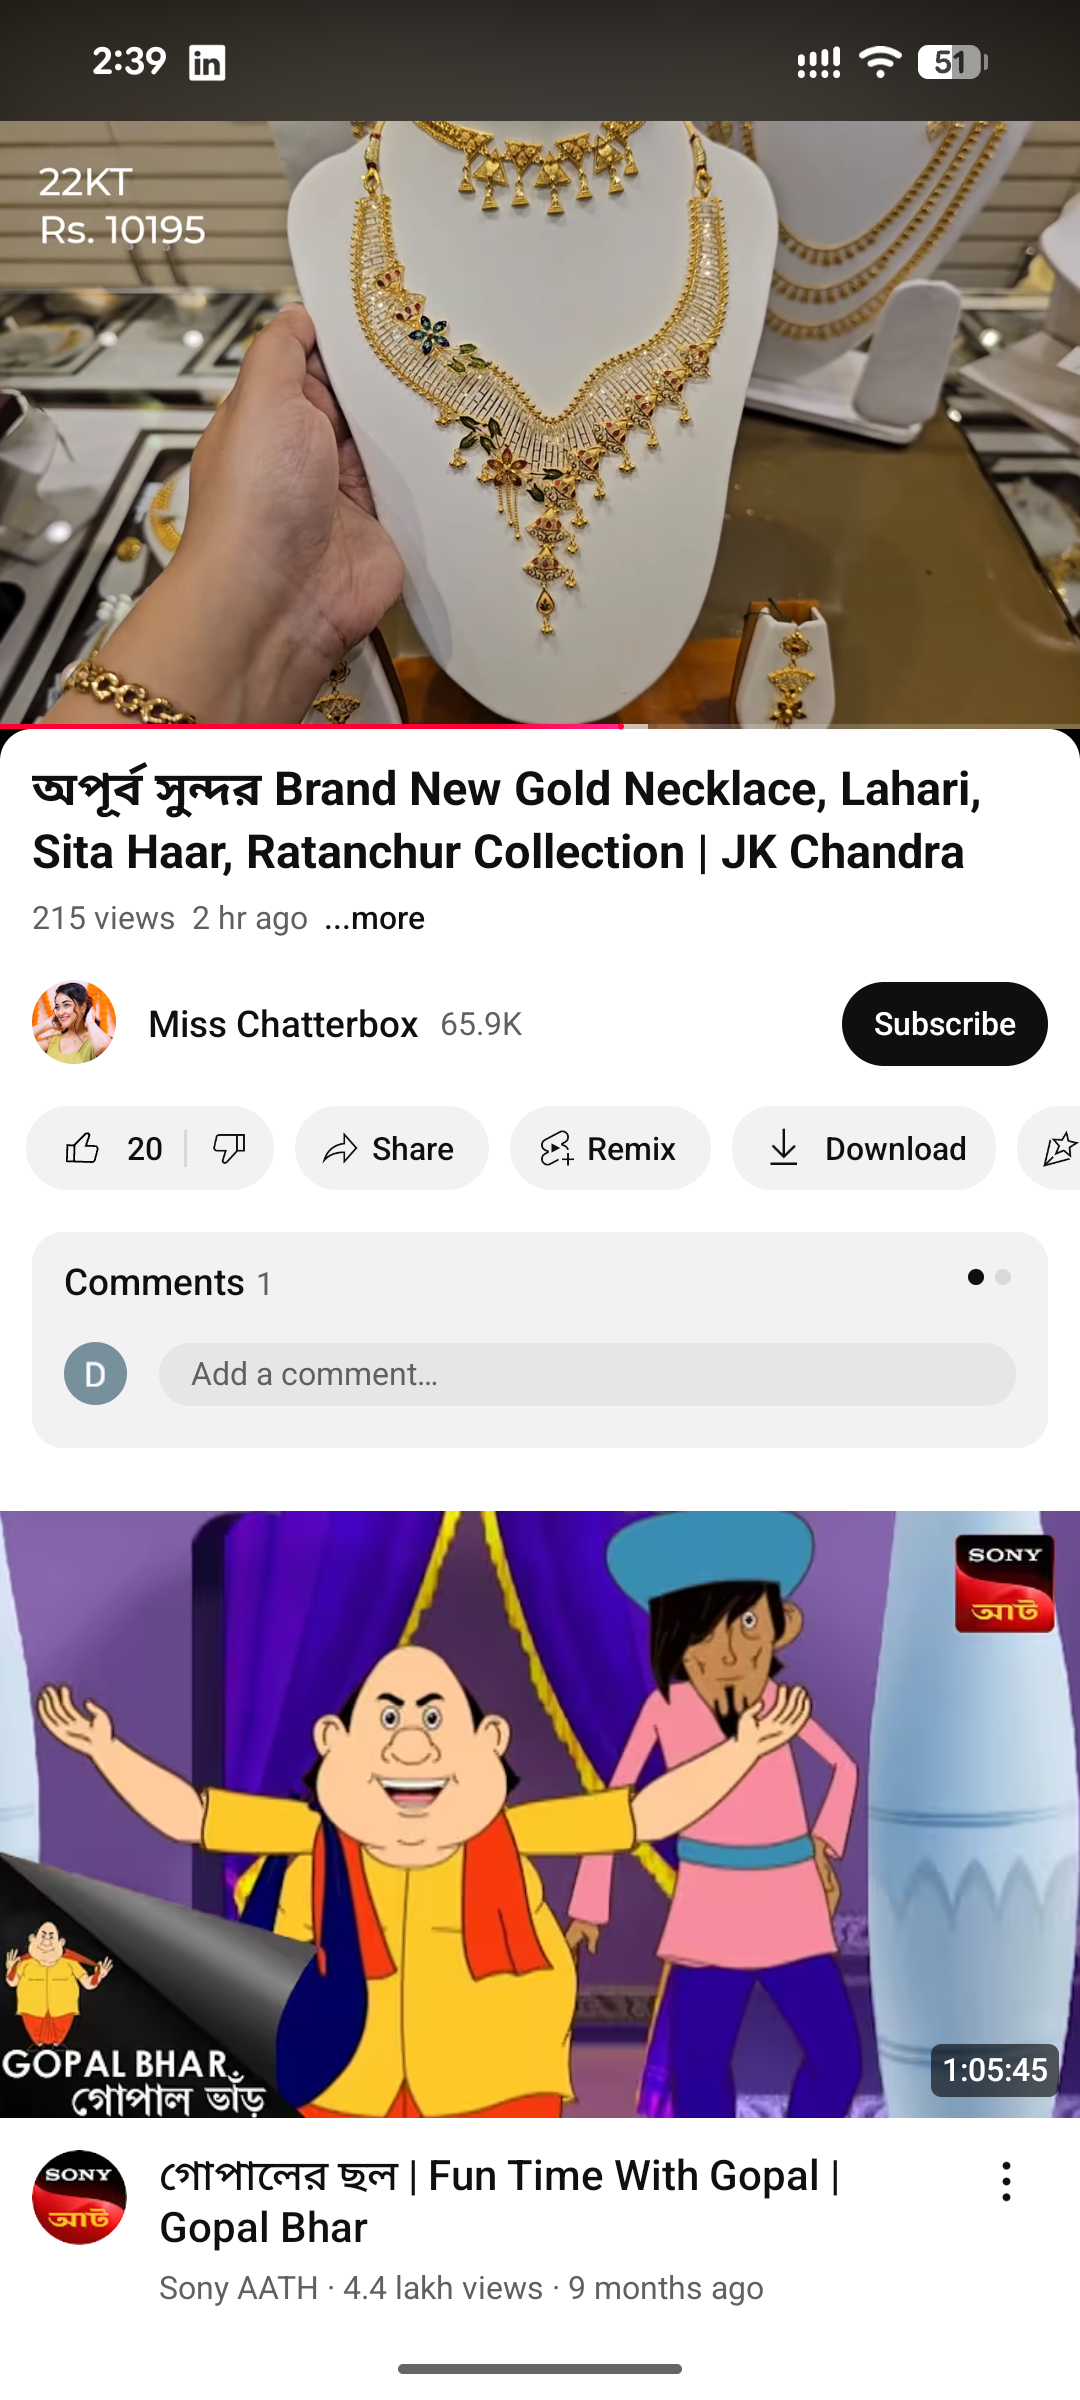 2:39 in 51
22KT
Rs. 10195
অপূর্ব সুন্দর Brand New Gold Necklace, Lahari,
Sita Haar, Ratanchur Collection | JK Chandra
215 views 2 hr ago ...more
Miss Chatterbox 65.9K Subscribe
20 Share Remix Download
Comments 1
D Add a comment...
SONY
আট
GOPAL BHAR.
গোপাল ভাঁড়
1:05:45
SONY
আট
গোপালের ছল | Fun Time With Gopal |
Gopal Bhar
Sony AATH · 4.4 lakh views · 9 months ago